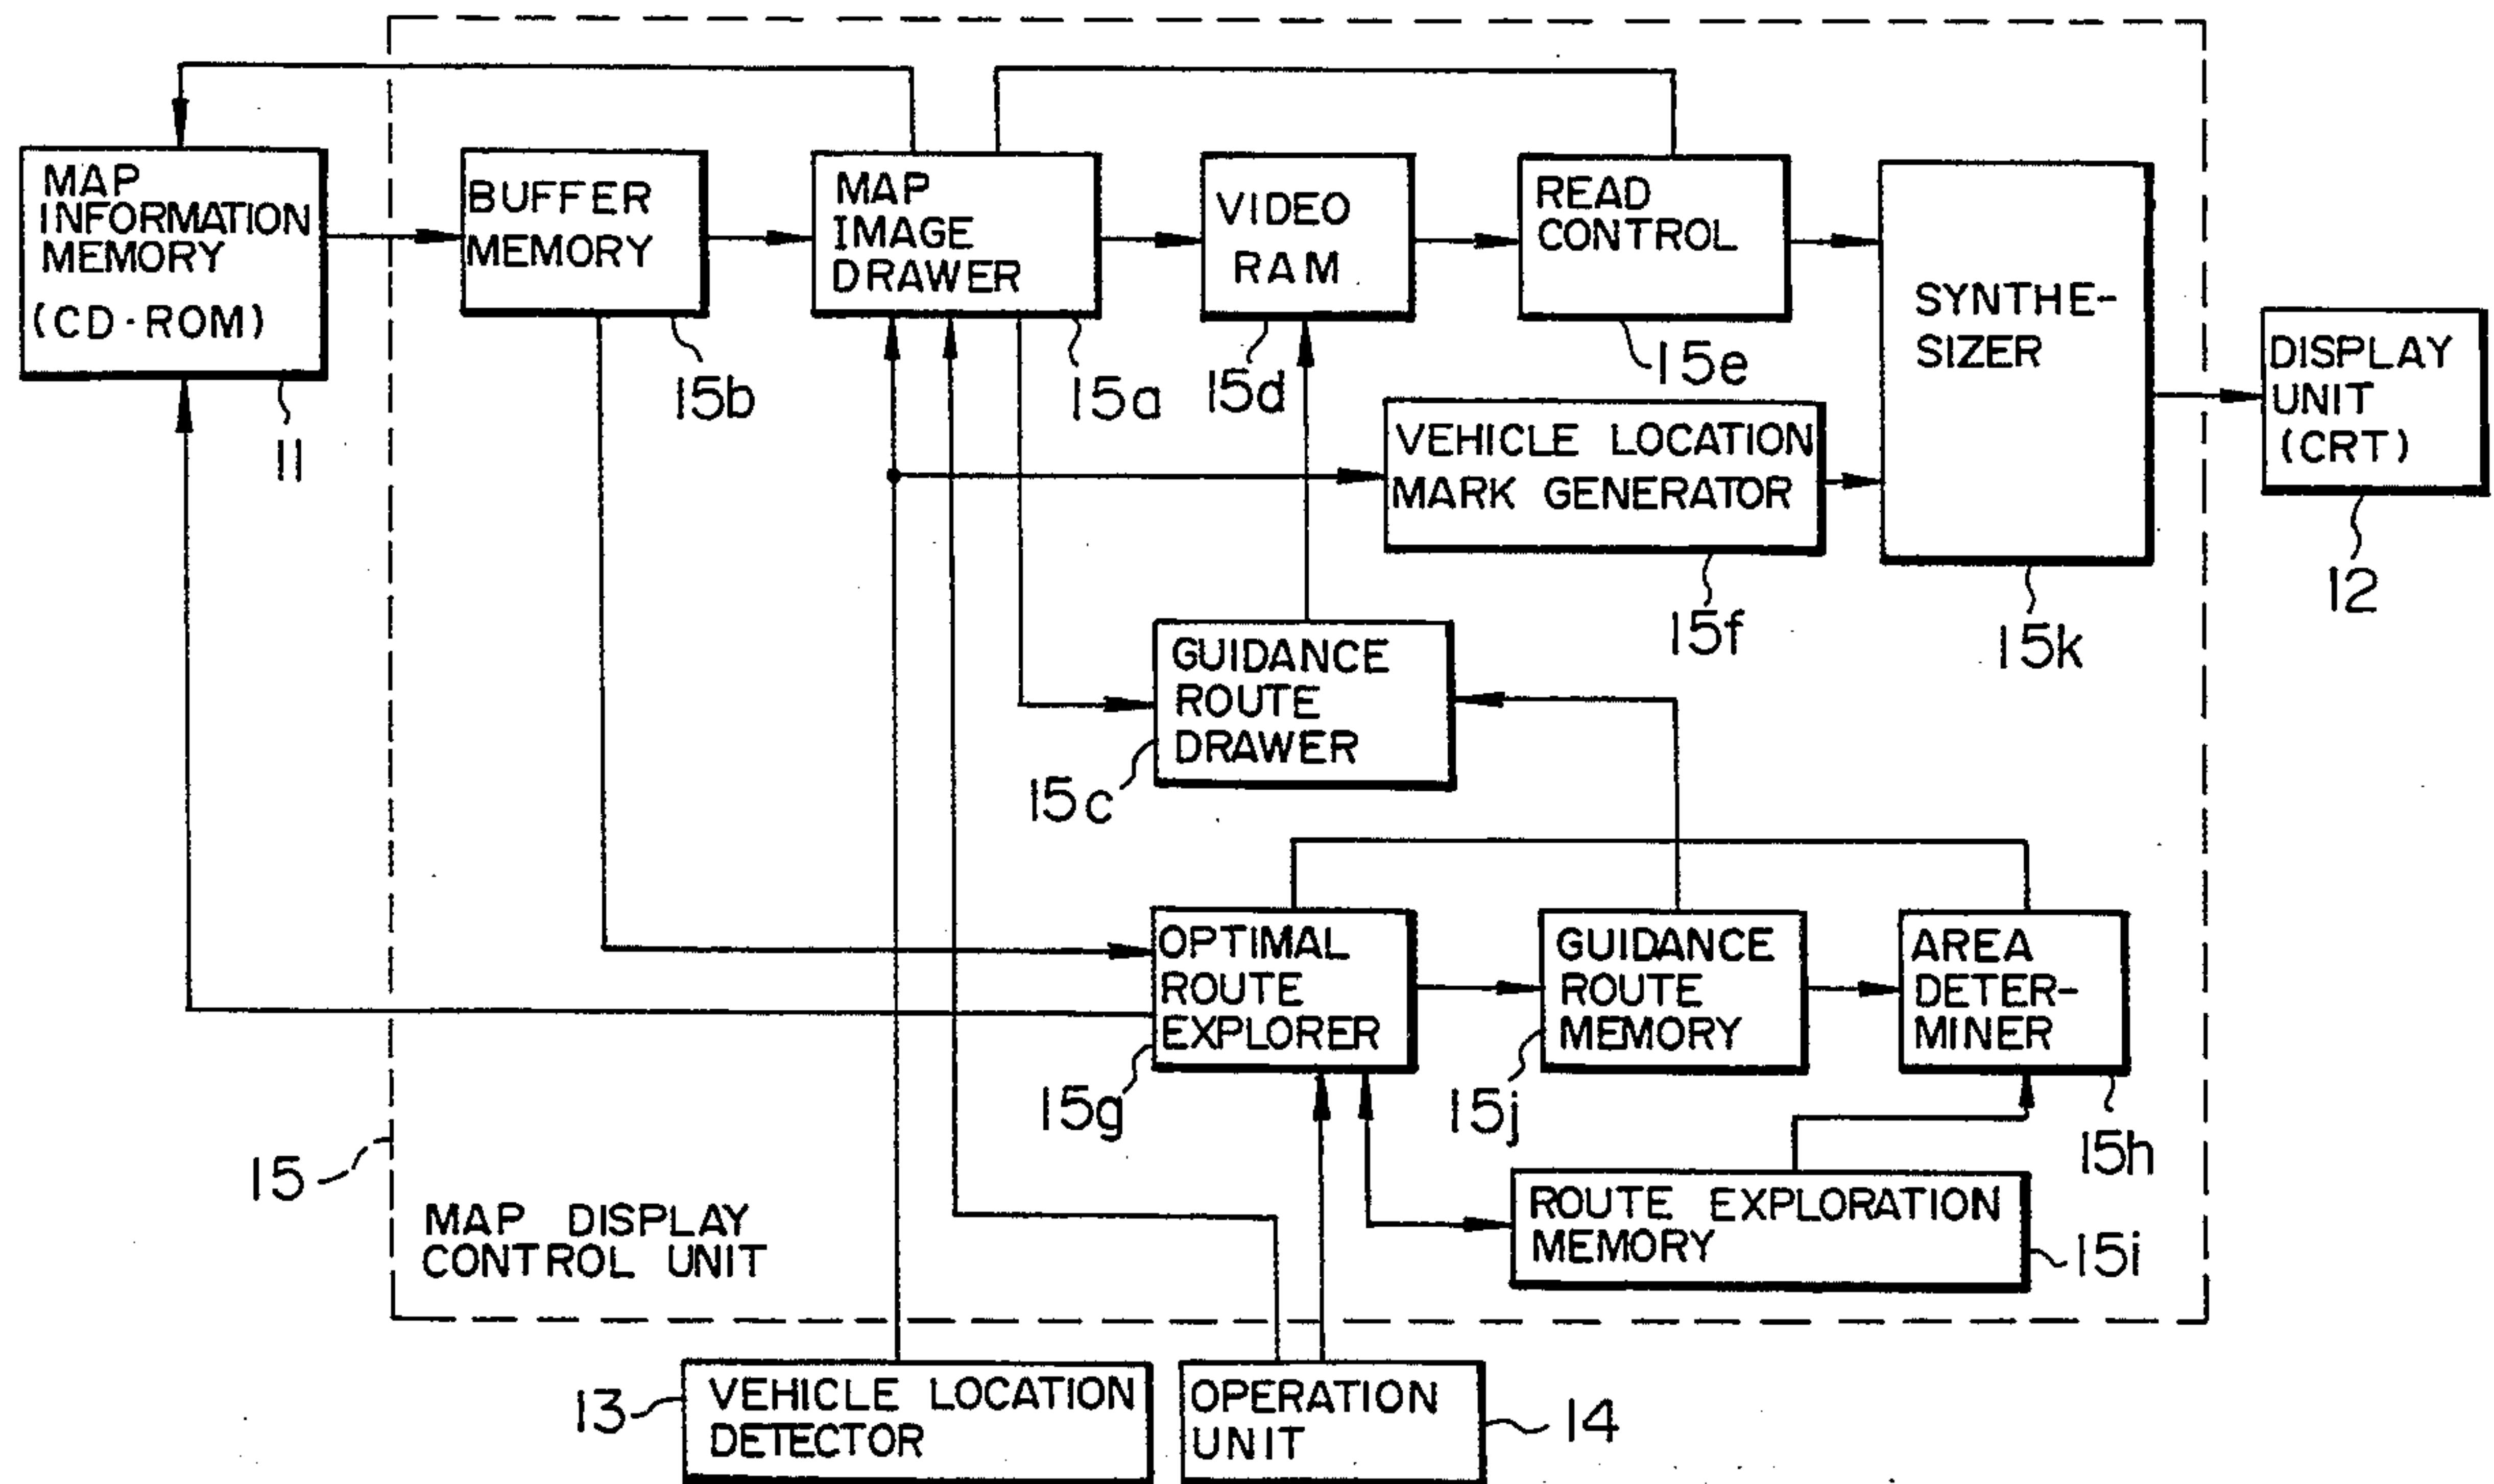 MAP
INFORMATION
MEMORY
(CD-ROM)
11
BUFFER
MEMORY
15b
MAP
IMAGE
DRAWER
15a
VIDEO
RAM
15d
READ
CONTROL
15e
SYNTHE-
SIZER
15k
DISPLAY
UNIT
(CRT)
12
VEHICLE LOCATION
MARK GENERATOR
15f
GUIDANCE
ROUTE
DRAWER
15c
OPTIMAL
ROUTE
EXPLORER
15g
GUIDANCE
ROUTE
MEMORY
15j
AREA
DETER-
MINER
15h
ROUTE EXPLORATION
MEMORY
15i
15
MAP DISPLAY
CONTROL UNIT
13
VEHICLE LOCATION
DETECTOR
OPERATION
UNIT
14